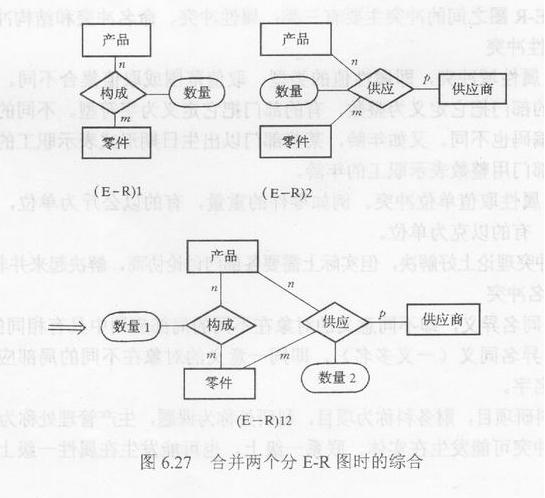 产品
n
构成
数量
m
零件
(E-R)1
产品
n
供应
p
供应商
数量
m
零件
(E-R)2
产品
n
n
数量 1
构成
供应
p
供应商
m
m
零件
数量 2
(E-R)12
图 6.27 合并两个分 E-R 图时的综合